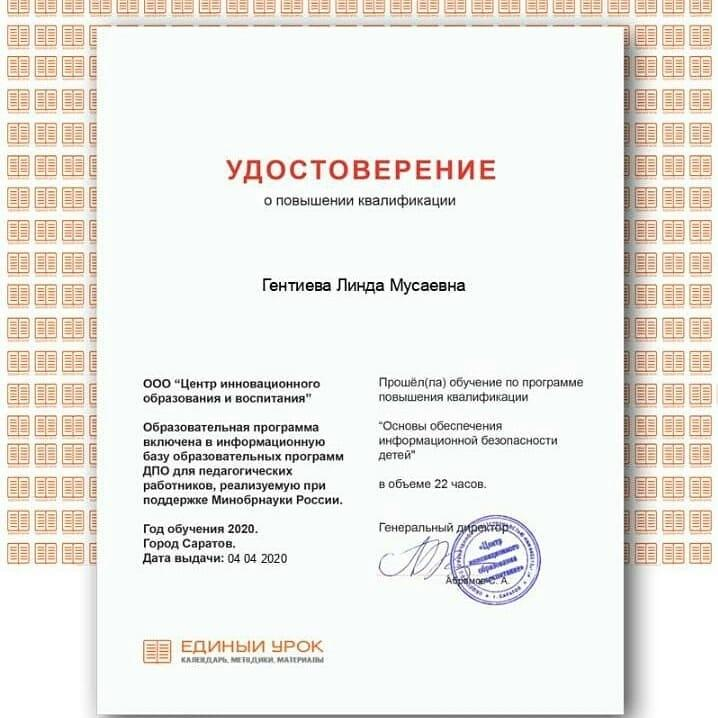 УДОСТОВЕРЕНИЕ
о повышении квалификации
Гентиева Линда Мусаевна
ООО “Центр инновационного
образования и воспитания”
Образовательная программа
включена в информационную
базу образовательных программ
ДПО для педагогических
работников, реализуемую при
поддержке Минобрнауки России.
Год обучения 2020.
Город Саратов.
Дата выдачи: 04 04 2020
Прошёл(ла) обучение по программе
повышения квалификации
“Основы обеспечения
информационной безопасности
детей”
в объеме 22 часов.
Генеральный директор
Абрамов С. А.
«Центр
инновационного
образования
и воспитания»
г. Саратов
ЕДИНЫЙ УРОК
КАЛЕНДАРЬ, МЕТОДИКИ, МАТЕРИАЛЫ